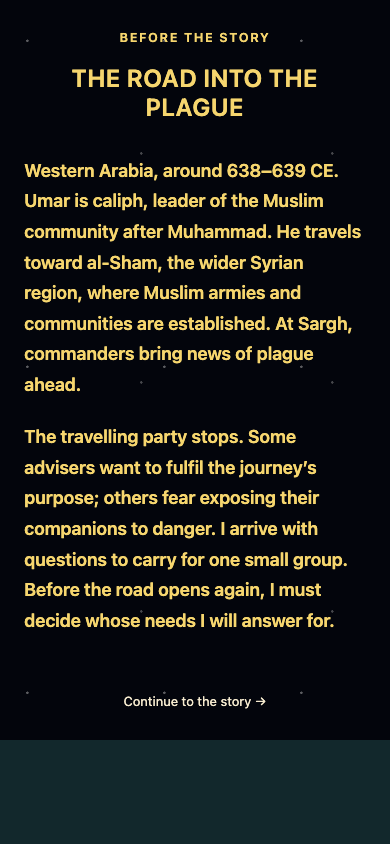 BEFORE THE STORY
THE ROAD INTO THE
PLAGUE
Western Arabia, around 638–639 CE.
Umar is caliph, leader of the Muslim
community after Muhammad. He travels
toward al-Sham, the wider Syrian
region, where Muslim armies and
communities are established. At Sargh,
commanders bring news of plague
ahead.
The travelling party stops. Some
advisers want to fulfil the journey’s
purpose; others fear exposing their
companions to danger. I arrive with
questions to carry for one small group.
Before the road opens again, I must
decide whose needs I will answer for.
Continue to the story →